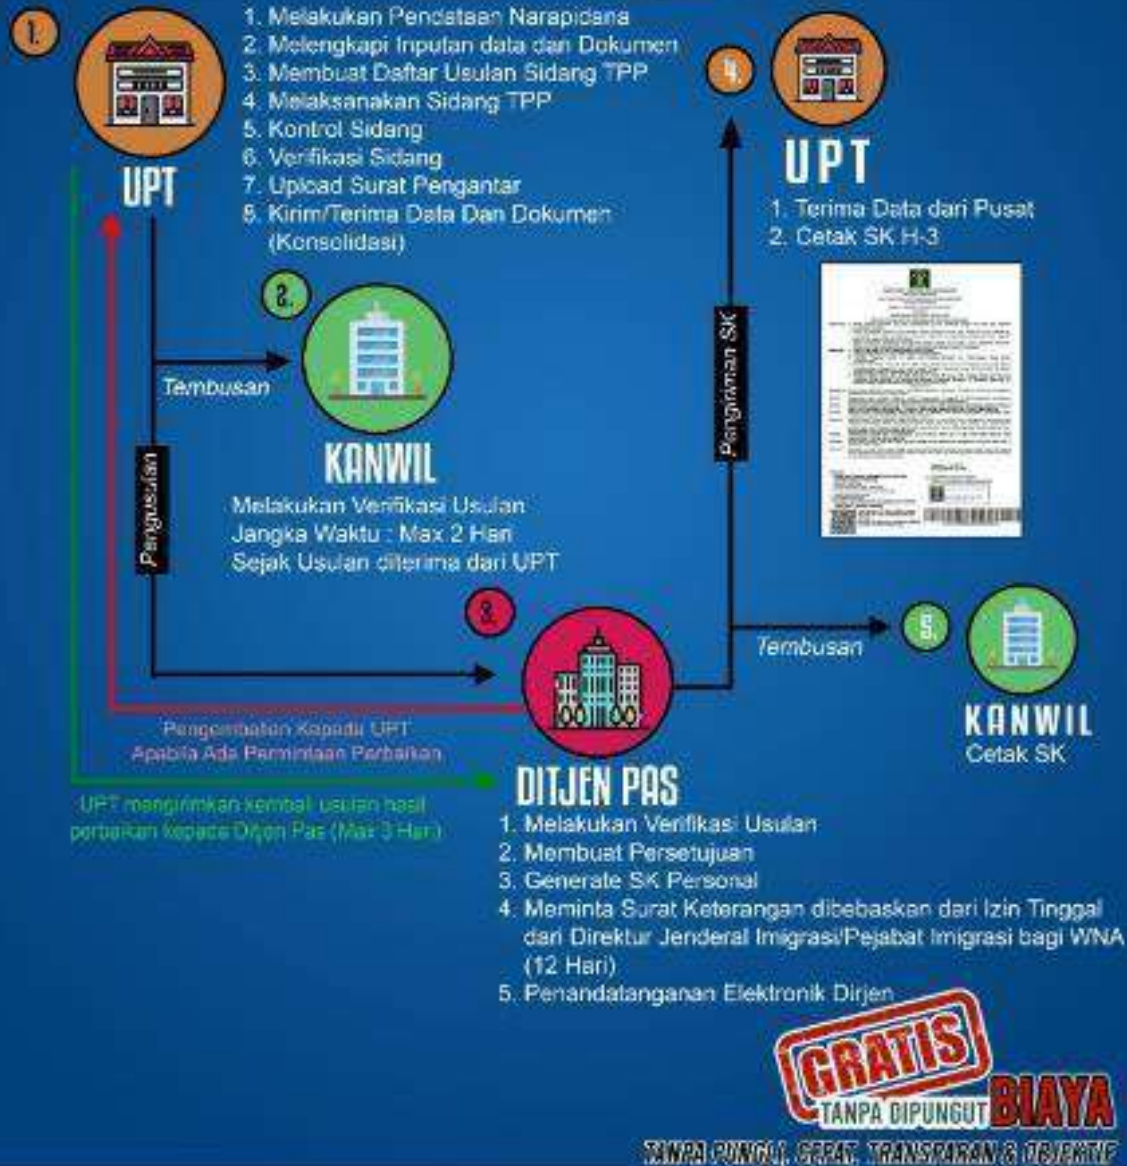 1.
UPT
1. Melakukan Pendataan Narapidana
2. Melengkapi Inputan data dan Dokumen
3. Membuat Daftar Usulan Sidang TPP
4. Melaksanakan Sidang TPP
5. Kontrol Sidang
6. Verifikasi Sidang
7. Upload Surat Pengantar
8. Kirim/Terima Data Dan Dokumen
(Konsolidasi)
2.
Tembusan
KANWIL
Melakukan Verifikasi Usulan
Jangka Waktu : Max 2 Hari
Sejak Usulan diterima dari UPT
Pengusulan
3.
Pengembalian Kepada UPT
Apabila Ada Permintaan Perbaikan
UPT mengirimkan kembali usulan hasil
perbaikan kepada Ditjen Pas (Max 3 Hari)
DITJEN PAS
1. Melakukan Verifikasi Usulan
2. Membuat Persetujuan
3. Generate SK Personal
4. Meminta Surat Keterangan dibebaskan dari Izin Tinggal
dari Direktur Jenderal Imigrasi/Pejabat Imigrasi bagi WNA
(12 Hari)
5. Penandatanganan Elektronik Dirjen
Pengiriman SK
4.
UPT
1. Terima Data dari Pusat
2. Cetak SK H-3
Tembusan
5.
KANWIL
Cetak SK
GRATIS
TANPA DIPUNGUT BIAYA
TANPA PUNGLI, CEPAT, TRANSPARAN & OBJEKTIF